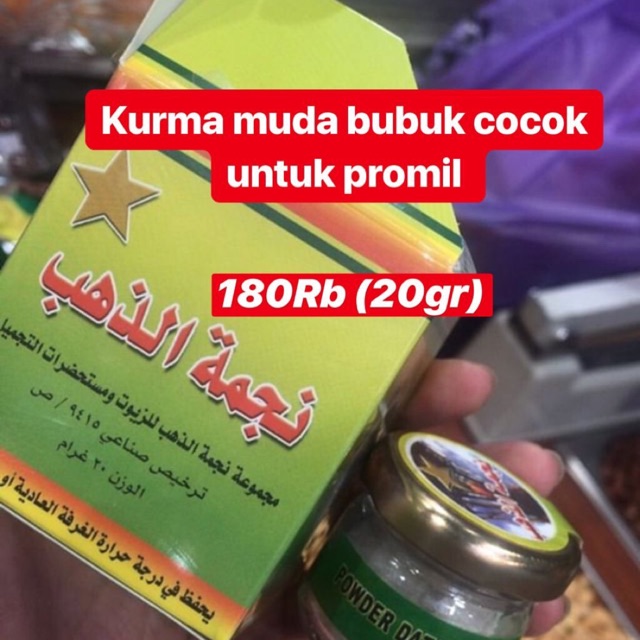 Kurma muda bubuk cocok
untuk promil
180Rb (20gr)
نجمة الذهب
مجموعة نجمة الذهب للزيوت ومستحضرات التجميل
ترخيص صناعي ٩٤١٥ / ص
الوزن ٢٠ غرام
يحفظ في درجة حرارة الغرفة العادية أو
POWDER DA